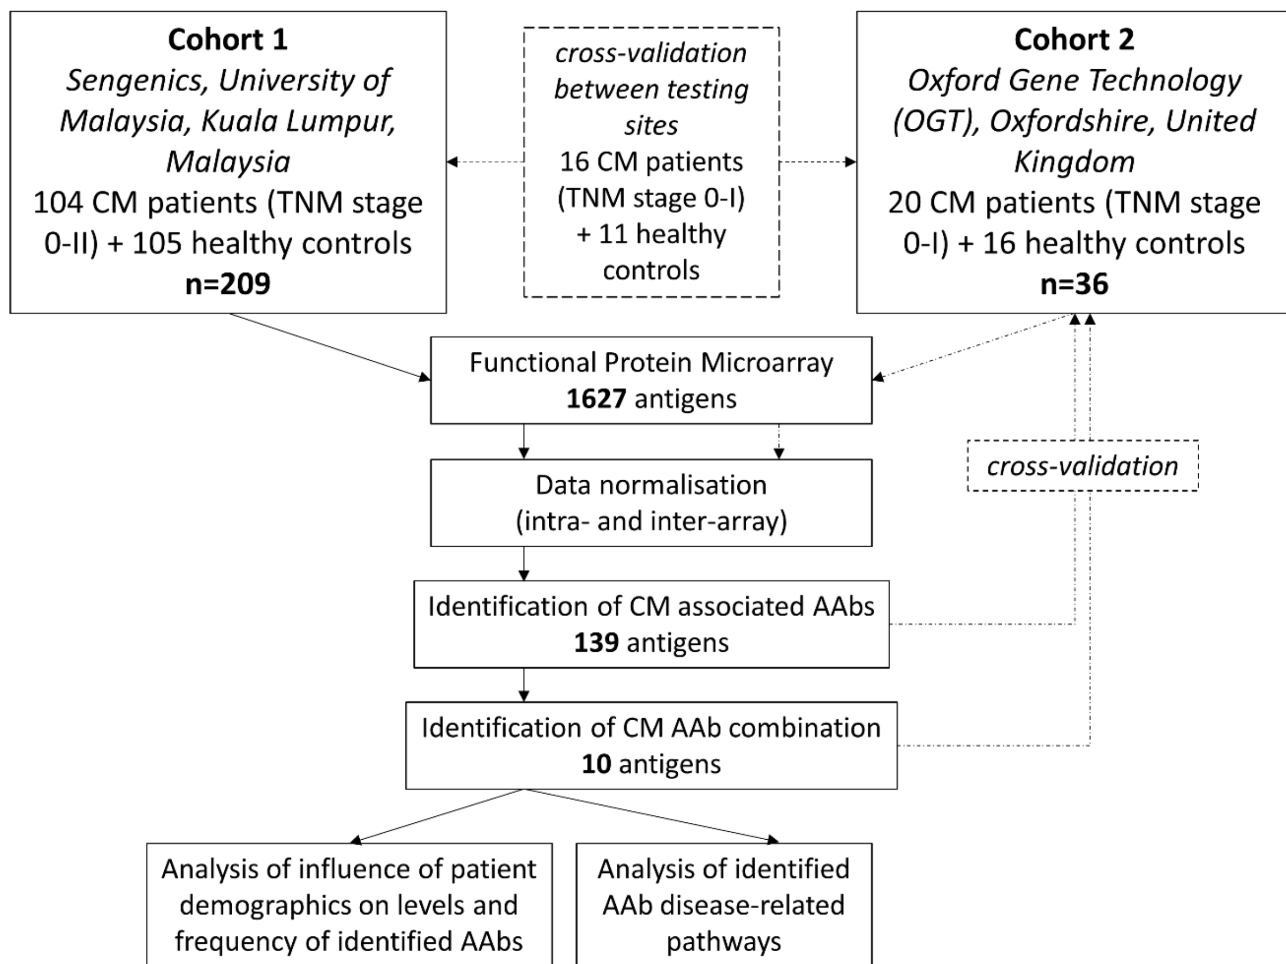 Cohort 1
Sengenics, University of
Malaysia, Kuala Lumpur,
Malaysia
104 CM patients (TNM stage
0-II) + 105 healthy controls
n=209
cross-validation
between testing
sites
16 CM patients
(TNM stage 0-I)
+ 11 healthy
controls
Cohort 2
Oxford Gene Technology
(OGT), Oxfordshire, United
Kingdom
20 CM patients (TNM stage
0-I) + 16 healthy controls
n=36
Functional Protein Microarray
1627 antigens
Data normalisation
(intra- and inter-array)
cross-validation
Identification of CM associated AAbs
139 antigens
Identification of CM AAb combination
10 antigens
Analysis of influence of patient
demographics on levels and
frequency of identified AAbs
Analysis of identified
AAb disease-related
pathways